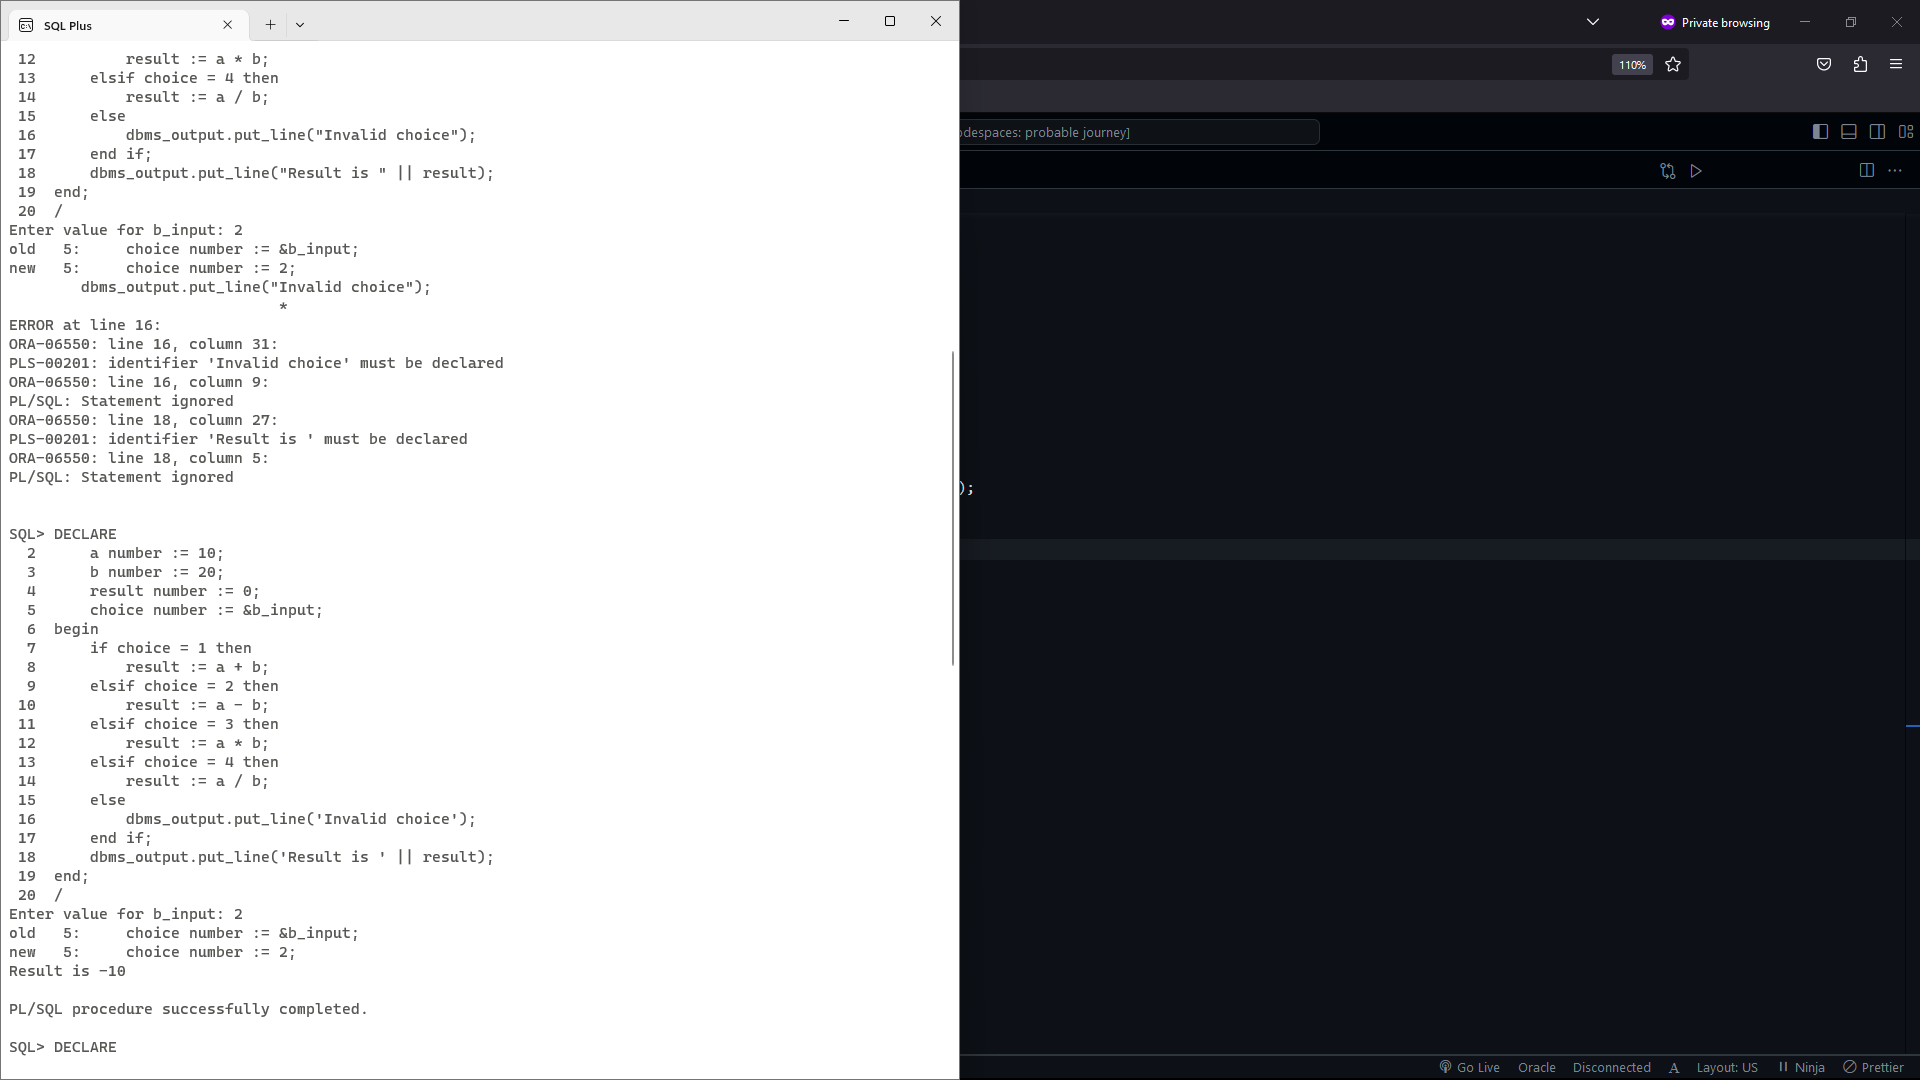 SQL Plus
12          result := a * b;
13      elsif choice = 4 then
14          result := a / b;
15      else
16          dbms_output.put_line("Invalid choice");
17      end if;
18      dbms_output.put_line("Result is " || result);
19  end;
20  /
Enter value for b_input: 2
old   5:     choice number := &b_input;
new   5:     choice number := 2;
        dbms_output.put_line("Invalid choice");
                              *
ERROR at line 16:
ORA-06550: line 16, column 31:
PLS-00201: identifier 'Invalid choice' must be declared
ORA-06550: line 16, column 9:
PL/SQL: Statement ignored
ORA-06550: line 18, column 27:
PLS-00201: identifier 'Result is ' must be declared
ORA-06550: line 18, column 5:
PL/SQL: Statement ignored
SQL> DECLARE
  2      a number := 10;
  3      b number := 20;
  4      result number := 0;
  5      choice number := &b_input;
  6  begin
  7      if choice = 1 then
  8          result := a + b;
  9      elsif choice = 2 then
 10          result := a - b;
 11      elsif choice = 3 then
 12          result := a * b;
 13      elsif choice = 4 then
 14          result := a / b;
 15      else
 16          dbms_output.put_line('Invalid choice');
 17      end if;
 18      dbms_output.put_line('Result is ' || result);
 19  end;
 20  /
Enter value for b_input: 2
old   5:     choice number := &b_input;
new   5:     choice number := 2;
Result is -10
PL/SQL procedure successfully completed.
SQL> DECLARE
Private browsing
110%
odespaces: probable journey]
);
Go Live Oracle Disconnected Layout: US Ninja Prettier